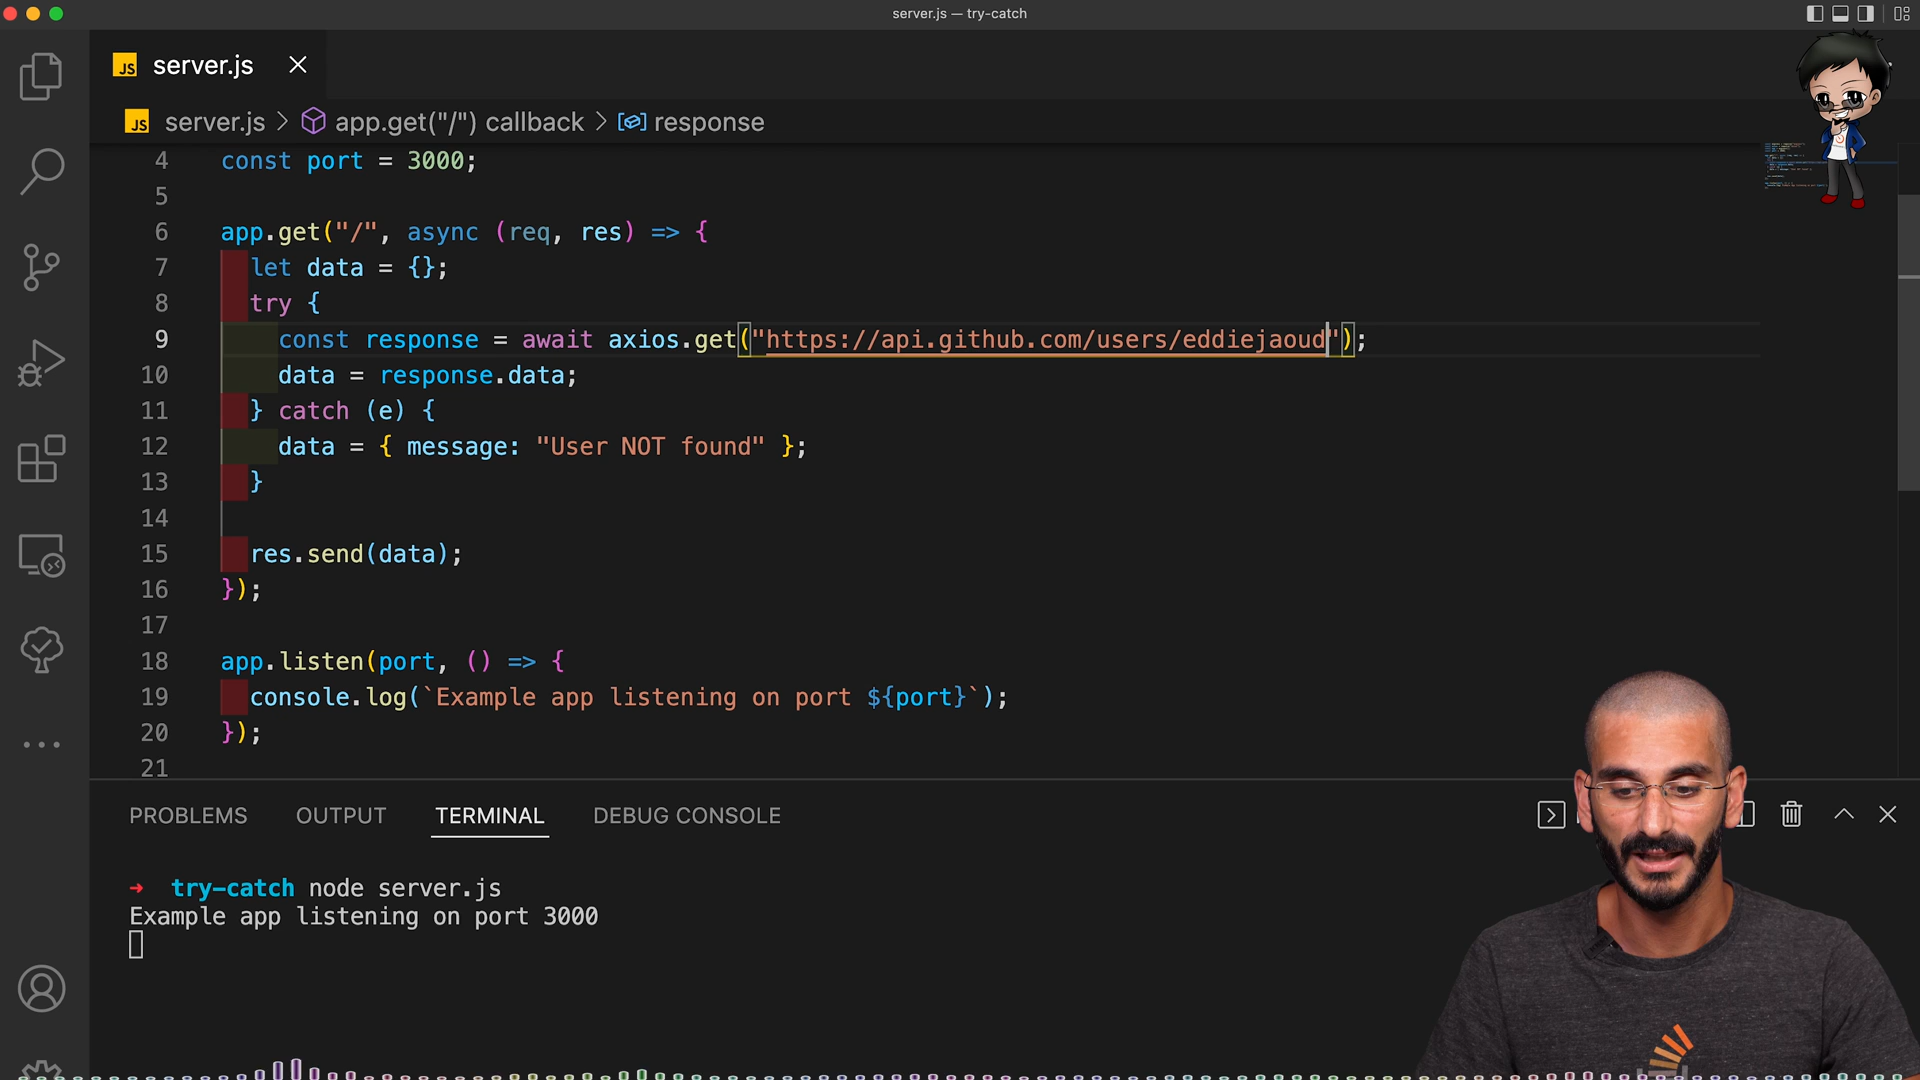 server.js — try-catch
JS server.js
JS server.js > app.get("/") callback > response
4 const port = 3000;
5
6 app.get("/", async (req, res) => {
7 let data = {};
8 try {
9 const response = await axios.get("https://api.github.com/users/eddiejaoud");
10 data = response.data;
11 } catch (e) {
12 data = { message: "User NOT found" };
13 }
14
15 res.send(data);
16 });
17
18 app.listen(port, () => {
19 console.log(`Example app listening on port ${port}`);
20 });
21
PROBLEMS OUTPUT TERMINAL DEBUG CONSOLE
➜ try-catch node server.js
Example app listening on port 3000